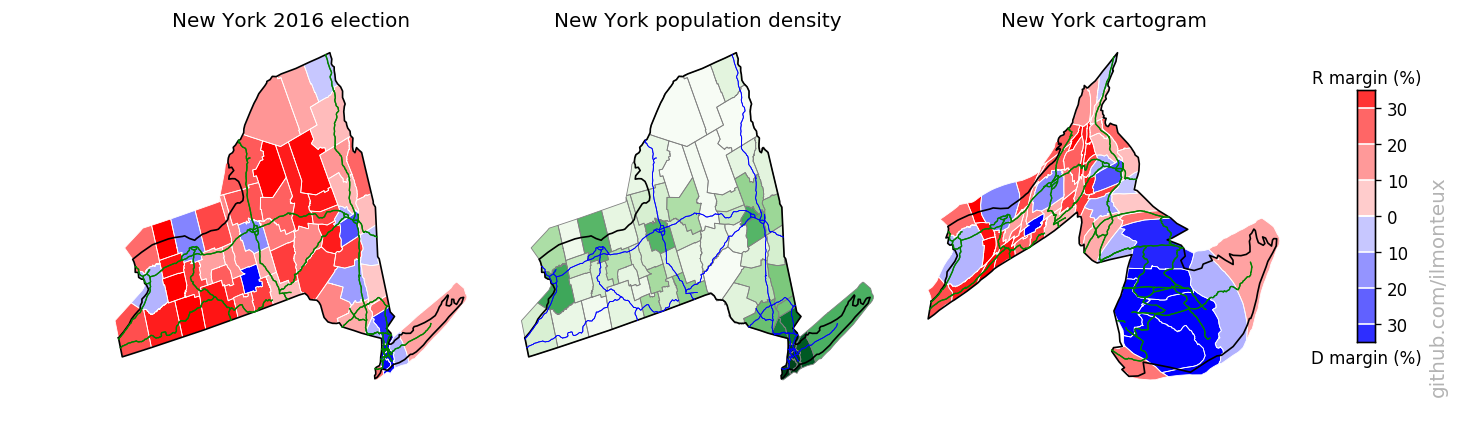 New York 2016 election
New York population density
New York cartogram
R margin (%)
30
20
10
0
10
20
30
D margin (%)
github.com/ilmonteux